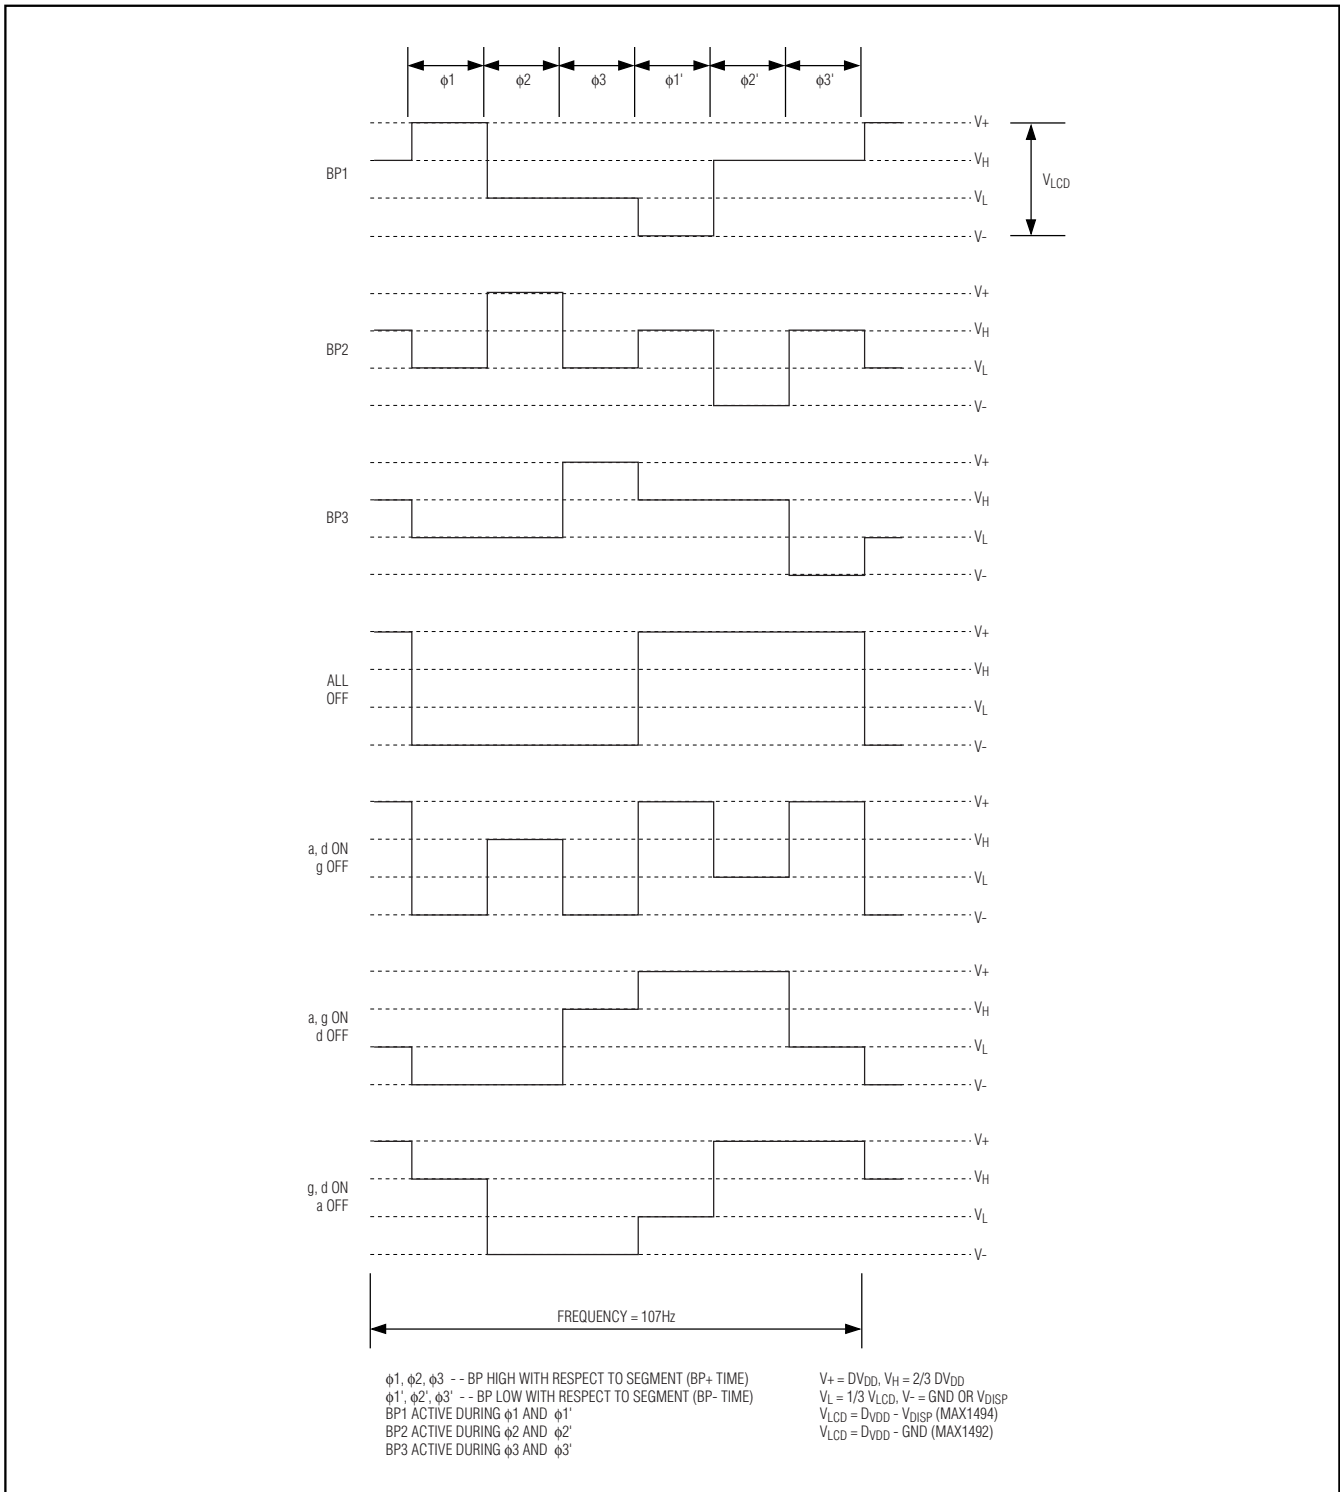 ϕ1 ϕ2 ϕ3 ϕ1' ϕ2' ϕ3'
V+
VH
BP1
VLCD
VL
V-
V+
VH
BP2
VL
V-
V+
VH
BP3
VL
V-
V+
VH
ALL
OFF
VL
V-
V+
VH
a, d ON
g OFF
VL
V-
V+
VH
a, g ON
d OFF
VL
V-
V+
VH
g, d ON
a OFF
VL
V-
FREQUENCY = 107Hz
ϕ1, ϕ2, ϕ3 - - BP HIGH WITH RESPECT TO SEGMENT (BP+ TIME)
ϕ1', ϕ2', ϕ3' - - BP LOW WITH RESPECT TO SEGMENT (BP- TIME)
BP1 ACTIVE DURING ϕ1 AND ϕ1'
BP2 ACTIVE DURING ϕ2 AND ϕ2'
BP3 ACTIVE DURING ϕ3 AND ϕ3'
V+ = DVDD, VH = 2/3 DVDD
VL = 1/3 VLCD, V- = GND OR VDISP
VLCD = DVDD - VDISP (MAX1494)
VLCD = DVDD - GND (MAX1492)